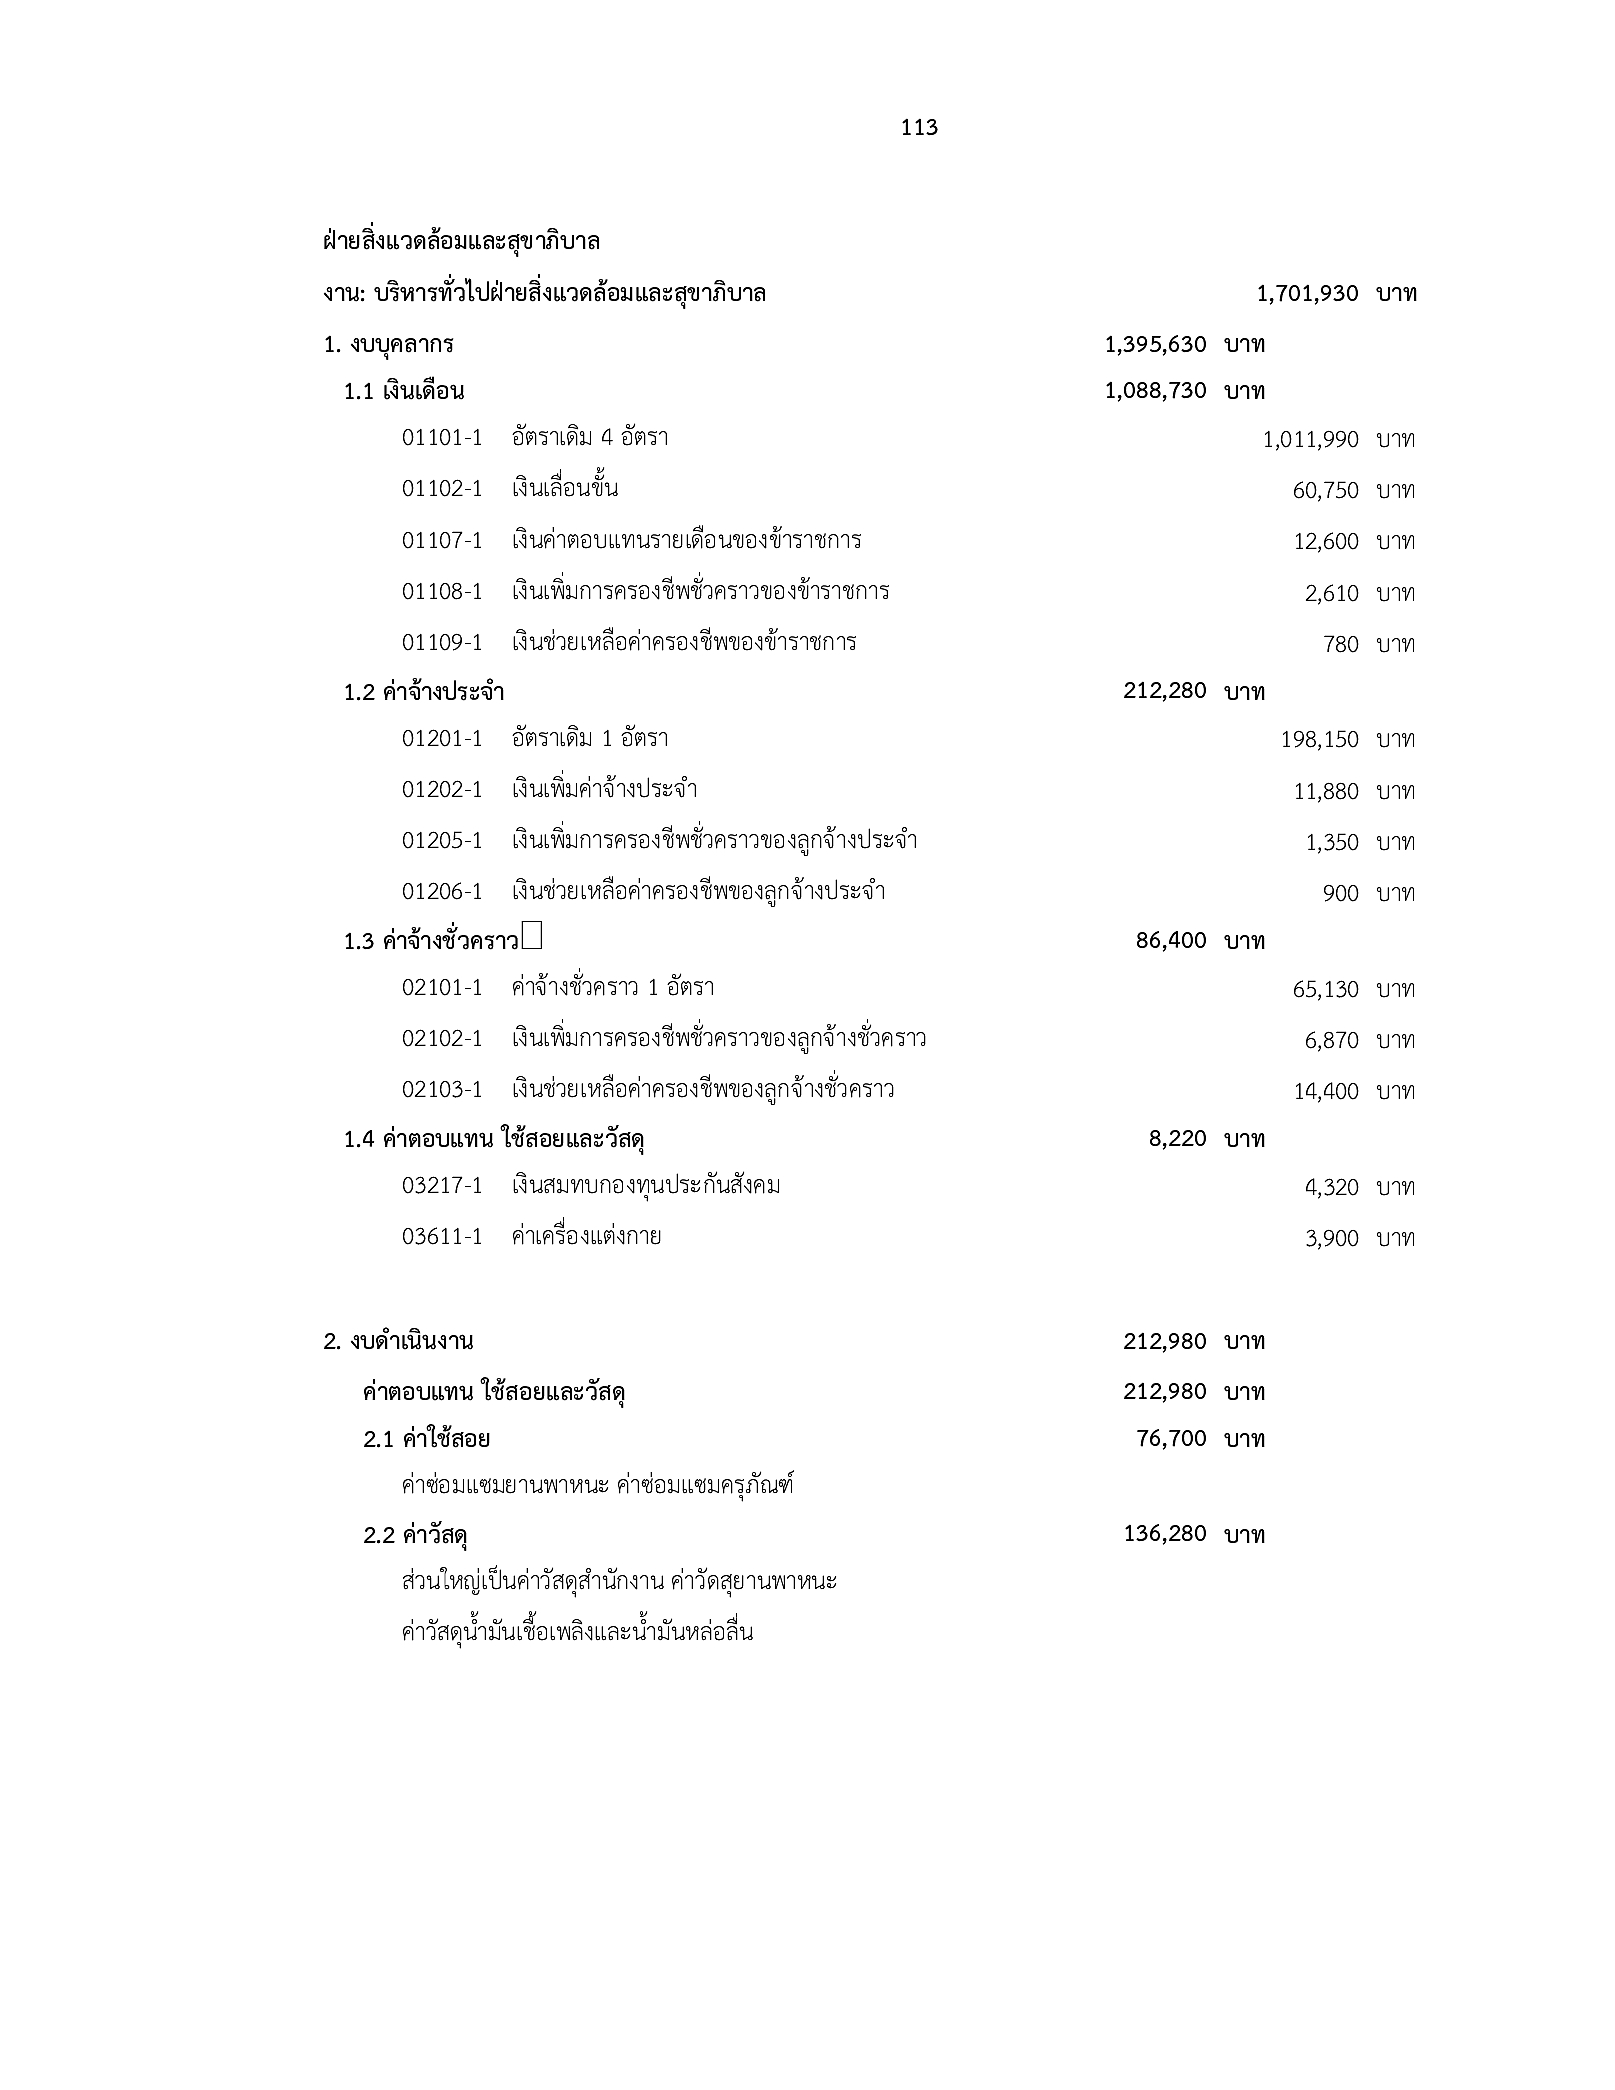 113
ฝ่ายสิ่งแวดล้อมและสุขาภิบาล
งาน: บริหารทั่วไปฝ่ายสิ่งแวดล้อมและสุขาภิบาล 1,701,930 บาท
1. งบบุคลากร 1,395,630 บาท
1.1 เงินเดือน 1,088,730 บาท
01101-1 อัตราเดิม 4 อัตรา 1,011,990 บาท
01102-1 เงินเลื่อนขั้น 60,750 บาท
01107-1 เงินค่าตอบแทนรายเดือนของข้าราชการ 12,600 บาท
01108-1 เงินเพิ่มการครองชีพชั่วคราวของข้าราชการ 2,610 บาท
01109-1 เงินช่วยเหลือค่าครองชีพของข้าราชการ 780 บาท
1.2 ค่าจ้างประจำ 212,280 บาท
01201-1 อัตราเดิม 1 อัตรา 198,150 บาท
01202-1 เงินเพิ่มค่าจ้างประจำ 11,880 บาท
01205-1 เงินเพิ่มการครองชีพชั่วคราวของลูกจ้างประจำ 1,350 บาท
01206-1 เงินช่วยเหลือค่าครองชีพของลูกจ้างประจำ 900 บาท
1.3 ค่าจ้างชั่วคราว 86,400 บาท
02101-1 ค่าจ้างชั่วคราว 1 อัตรา 65,130 บาท
02102-1 เงินเพิ่มการครองชีพชั่วคราวของลูกจ้างชั่วคราว 6,870 บาท
02103-1 เงินช่วยเหลือค่าครองชีพของลูกจ้างชั่วคราว 14,400 บาท
1.4 ค่าตอบแทน ใช้สอยและวัสดุ 8,220 บาท
03217-1 เงินสมทบกองทุนประกันสังคม 4,320 บาท
03611-1 ค่าเครื่องแต่งกาย 3,900 บาท
2. งบดำเนินงาน 212,980 บาท
ค่าตอบแทน ใช้สอยและวัสดุ 212,980 บาท
2.1 ค่าใช้สอย 76,700 บาท
ค่าซ่อมแซมยานพาหนะ ค่าซ่อมแซมครุภัณฑ์
2.2 ค่าวัสดุ 136,280 บาท
ส่วนใหญ่เป็นค่าวัสดุสำนักงาน ค่าวัดสุยานพาหนะ
ค่าวัสดุน้ำมันเชื้อเพลิงและน้ำมันหล่อลื่น